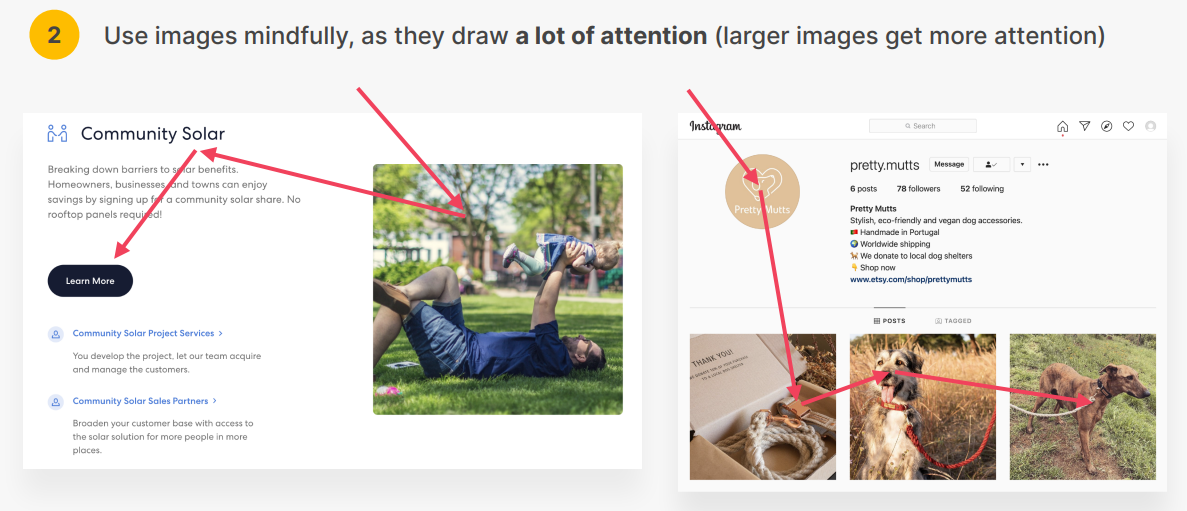 2
Use images mindfully, as they draw a lot of attention (larger images get more attention)
Community Solar
Breaking down barriers to solar benefits.
Homeowners, businesses, and towns can enjoy
savings by signing up for a community solar share. No
rooftop panels required!
Learn More
Community Solar Project Services >
You develop the project, let our team acquire
and manage the customers.
Community Solar Sales Partners >
Broaden your customer base with access to
the solar solution for more people in more
places.
Instagram
Search
Pretty Mutts
pretty.mutts
Message
6 posts 78 followers 52 following
Pretty Mutts
Stylish, eco-friendly and vegan dog accessories.
Handmade in Portugal
Worldwide shipping
We donate to local dog shelters
Shop now
www.etsy.com/shop/prettymutts
POSTS TAGGED
THANK YOU!